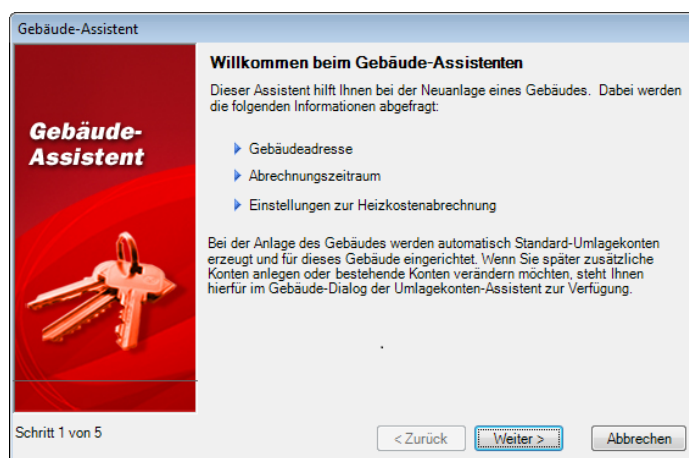 Gebäude-Assistent
Willkommen beim Gebäude-Assistenten
Dieser Assistent hilft Ihnen bei der Neuanlage eines Gebäudes. Dabei werden
die folgenden Informationen abgefragt:
Gebäude-
Assistent
Gebäudeadresse
Abrechnungszeitraum
Einstellungen zur Heizkostenabrechnung
Bei der Anlage des Gebäudes werden automatisch Standard-Umlagekonten
erzeugt und für dieses Gebäude eingerichtet. Wenn Sie später zusätzliche
Konten anlegen oder bestehende Konten verändern möchten, steht Ihnen
hierfür im Gebäude-Dialog der Umlagekonten-Assistent zur Verfügung.
.
Schritt 1 von 5
< Zurück
Weiter >
Abbrechen